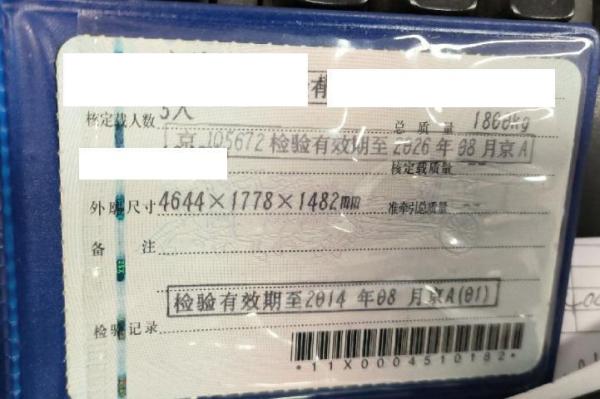 有
核定载人数 5人 总质量 1860kg
京 J05672 检验有效期至2026年08月京A
核定载质量 --
外廓尺寸 4644×1778×1482mm 准牵引总质量 --
备注
检验有效期至2014年08月京A(01)
检验记录
*11X0004510182*